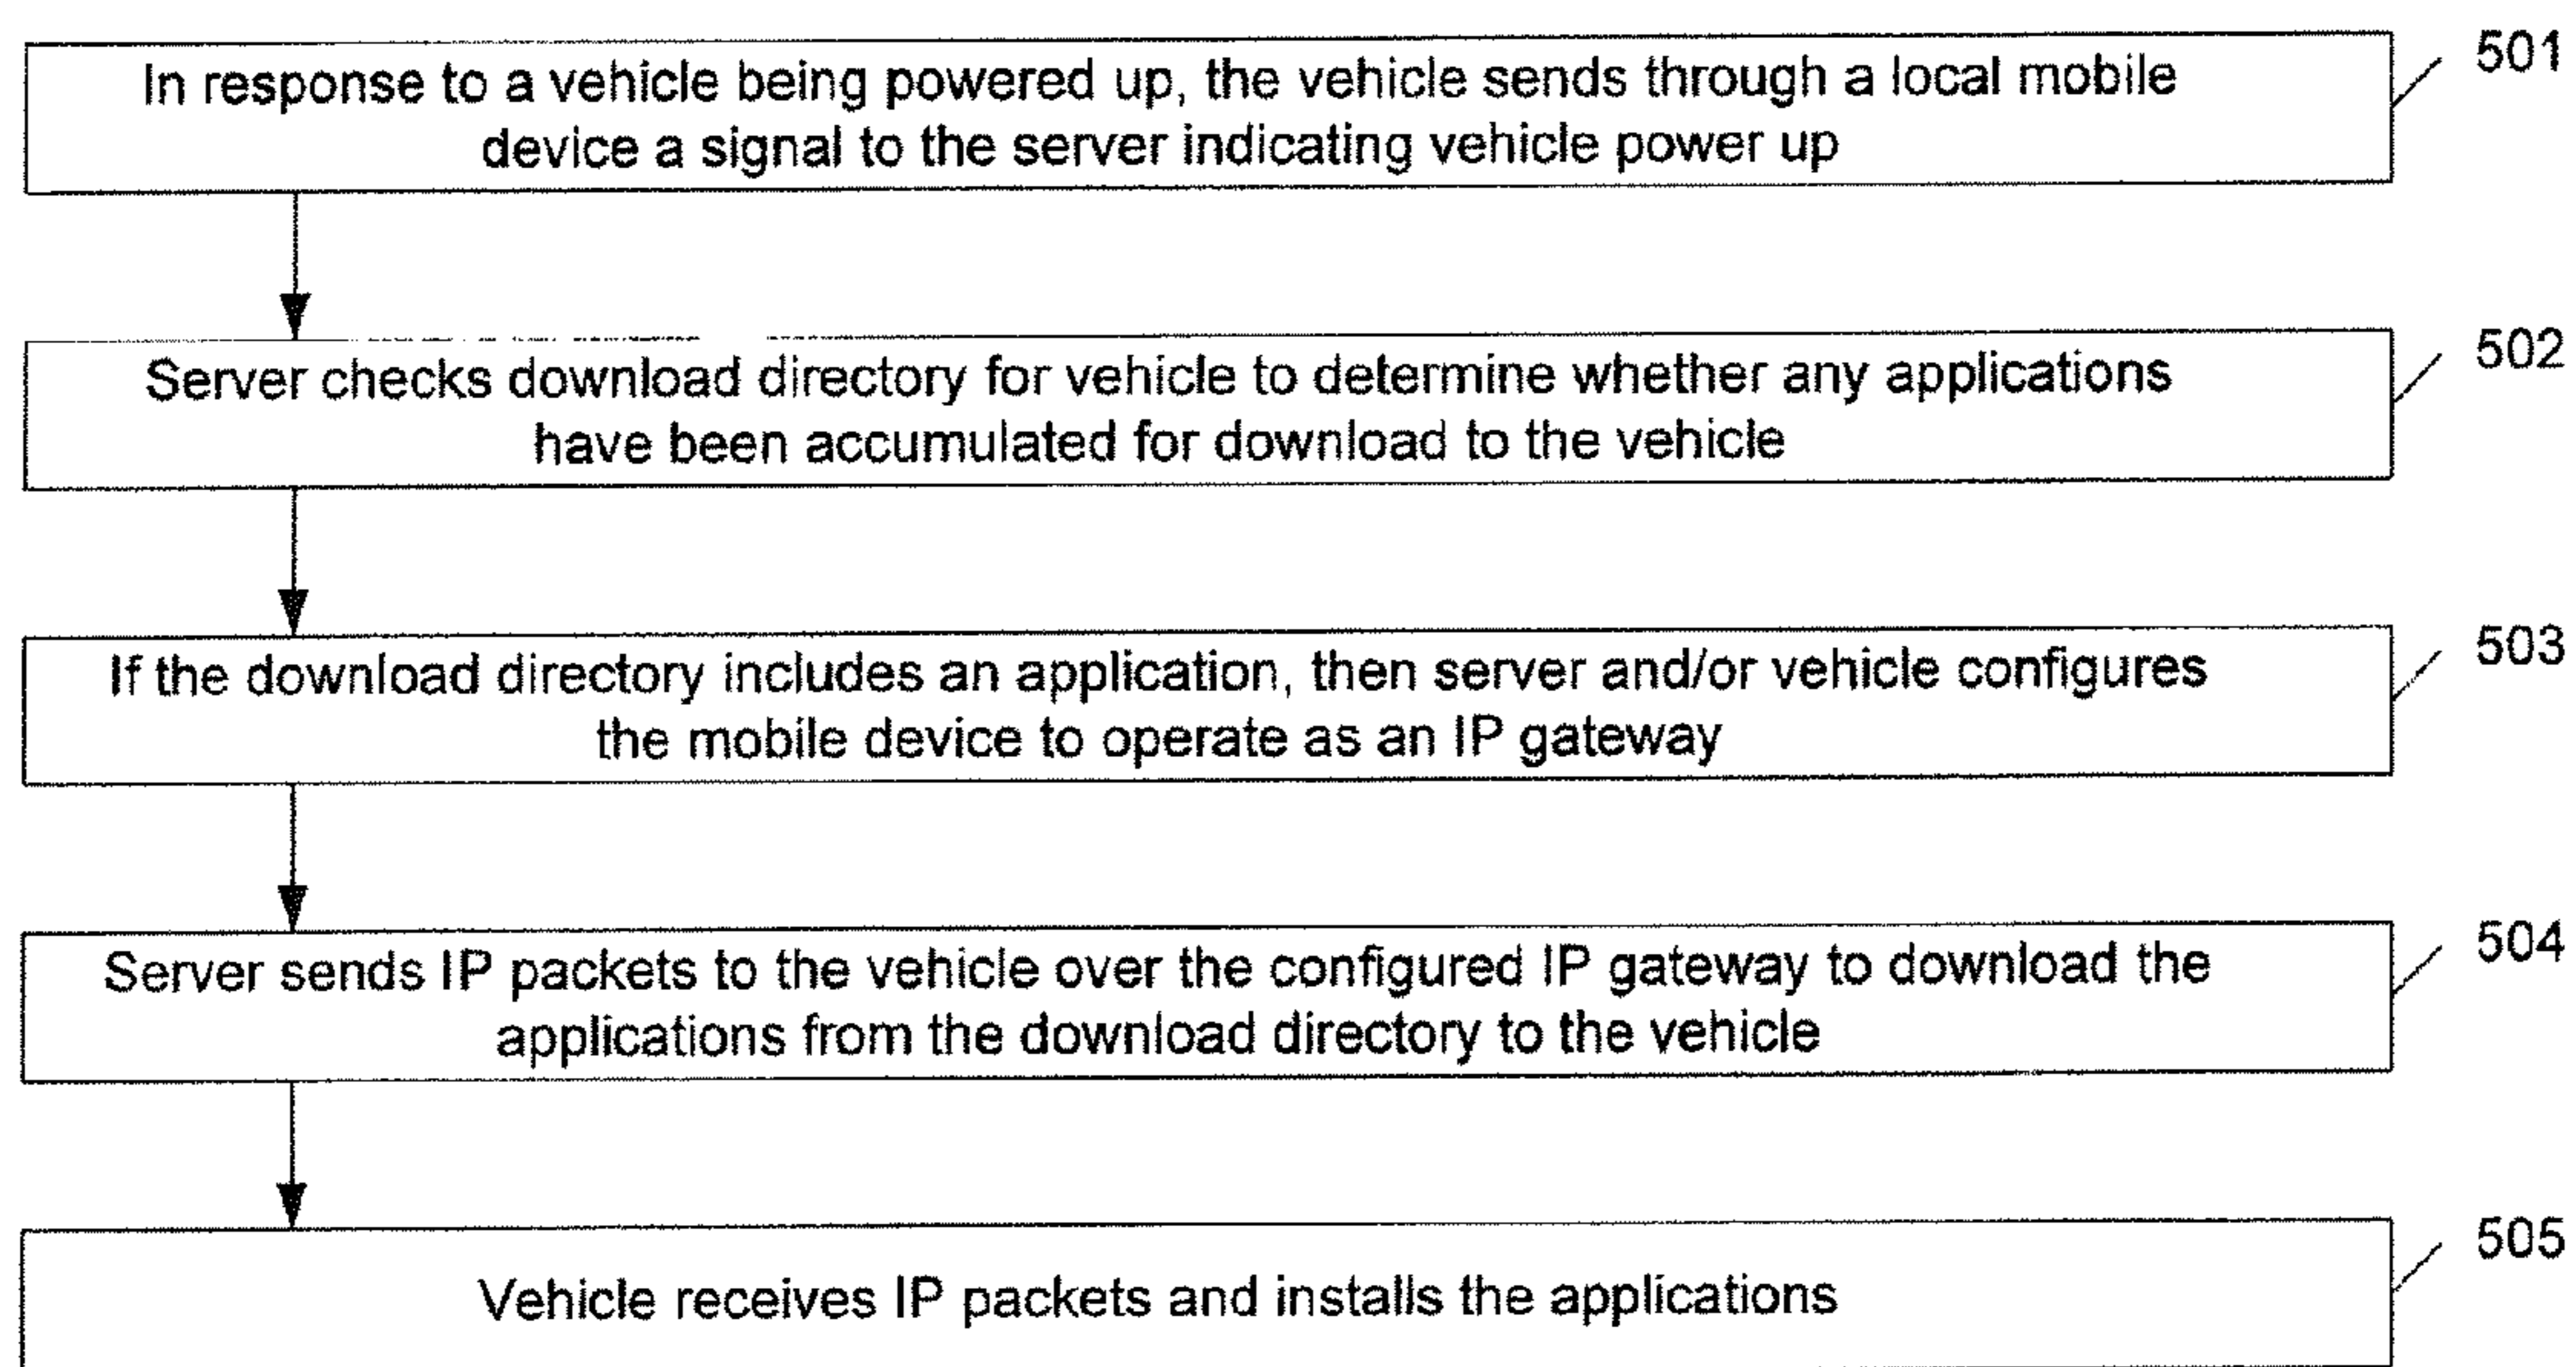 In response to a vehicle being powered up, the vehicle sends through a local mobile
device a signal to the server indicating vehicle power up
501
Server checks download directory for vehicle to determine whether any applications
have been accumulated for download to the vehicle
502
If the download directory includes an application, then server and/or vehicle configures
the mobile device to operate as an IP gateway
503
Server sends IP packets to the vehicle over the configured IP gateway to download the
applications from the download directory to the vehicle
504
Vehicle receives IP packets and installs the applications
505